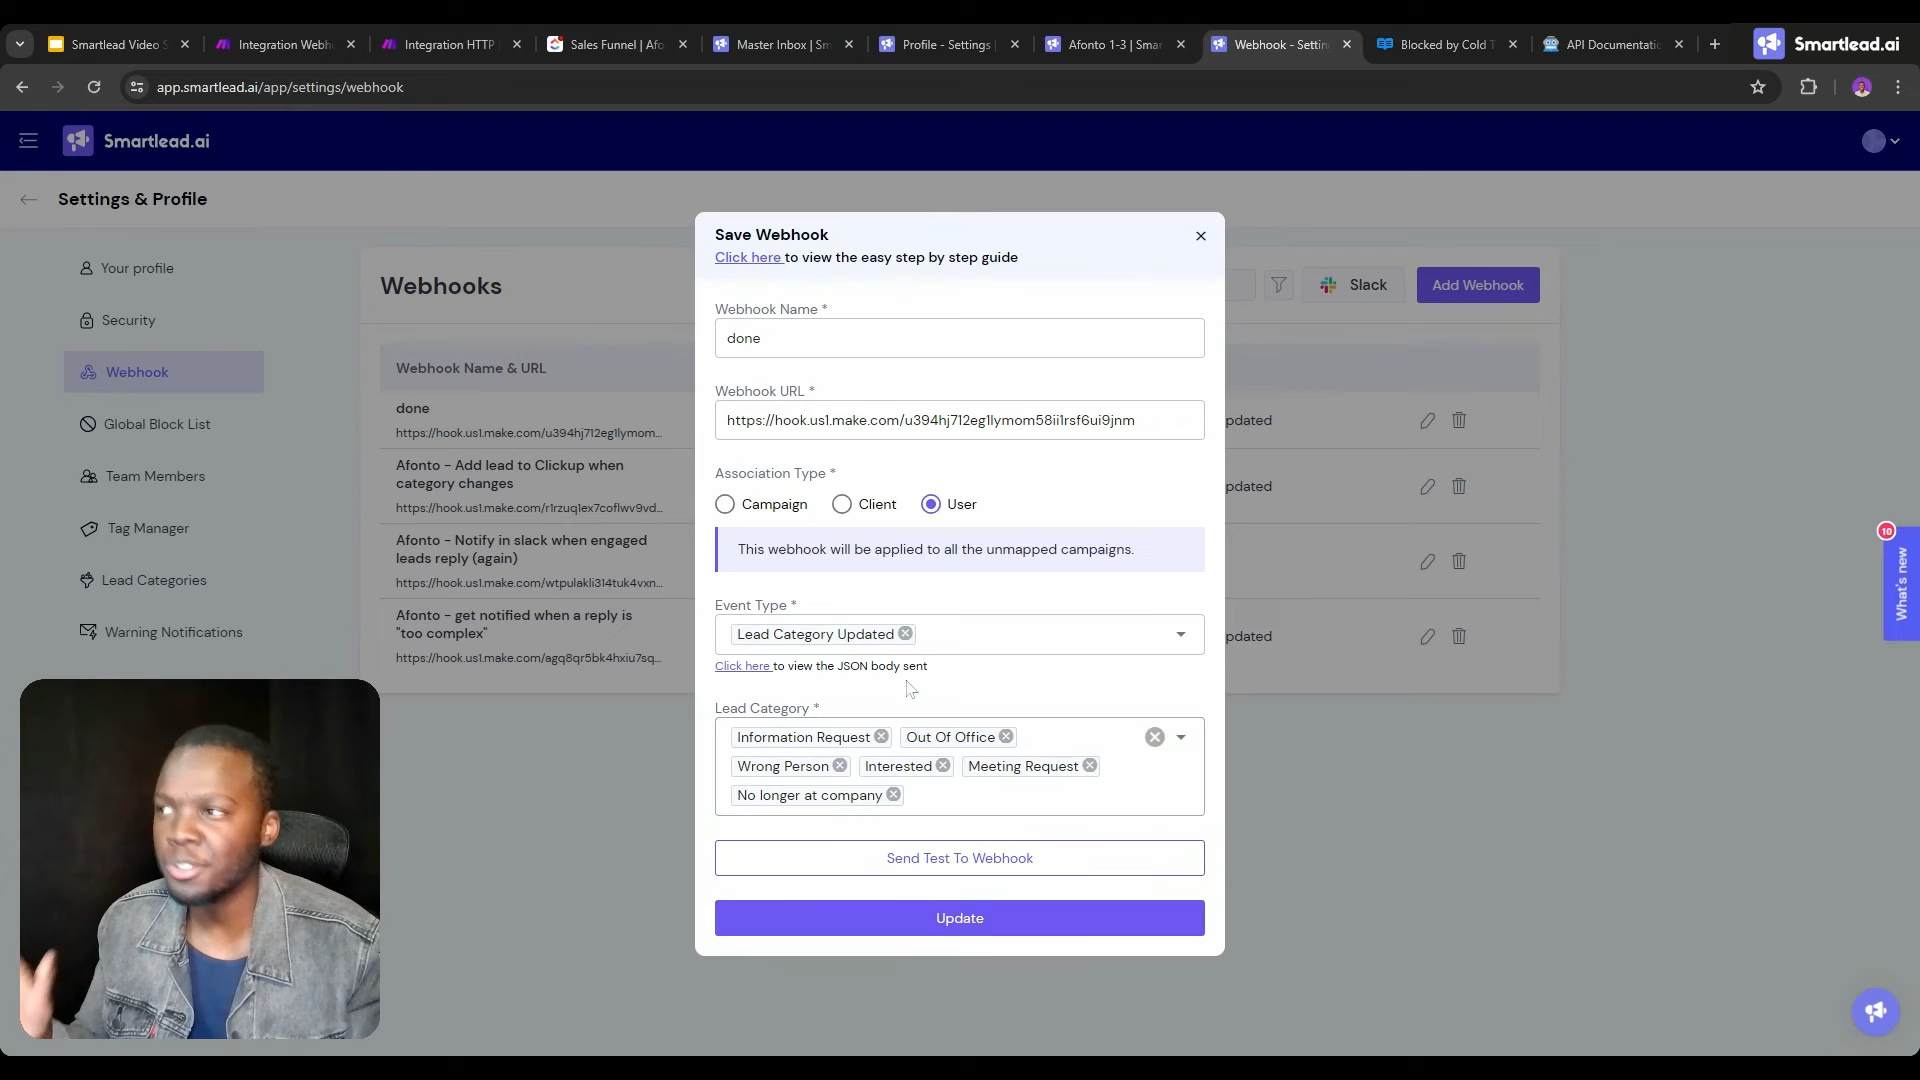 Smartlead Video S
Integration Webh
Integration HTTP
Sales Funnel | Afo
Master Inbox | Sm
Profile - Settings |
Afonto 1-3 | Smar
Webhook - Settin
Blocked by Cold T
API Documentatio
Smartlead.ai
app.smartlead.ai/app/settings/webhook
Smartlead.ai
Settings & Profile
Your profile
Security
Webhook
Global Block List
Team Members
Tag Manager
Lead Categories
Warning Notifications
Webhooks
Slack
Add Webhook
Webhook Name & URL
done
https://hook.us1.make.com/u394hj712eg1lymom...
pdated
Afonto - Add lead to Clickup when
category changes
https://hook.us1.make.com/r1rzuq1ex7coflwv9vd...
pdated
Afonto - Notify in slack when engaged
leads reply (again)
https://hook.us1.make.com/wtpulakli314tuk4vxn...
Afonto - get notified when a reply is
"too complex"
https://hook.us1.make.com/agq8qr5bk4hxiu7sq...
pdated
Save Webhook
Click here to view the easy step by step guide
Webhook Name *
done
Webhook URL *
https://hook.us1.make.com/u394hj712eg1lymom58ii1rsf6ui9jnm
Association Type *
Campaign
Client
User
This webhook will be applied to all the unmapped campaigns.
Event Type *
Lead Category Updated
Click here to view the JSON body sent
Lead Category *
Information Request
Out Of Office
Wrong Person
Interested
Meeting Request
No longer at company
Send Test To Webhook
Update
10
What's new